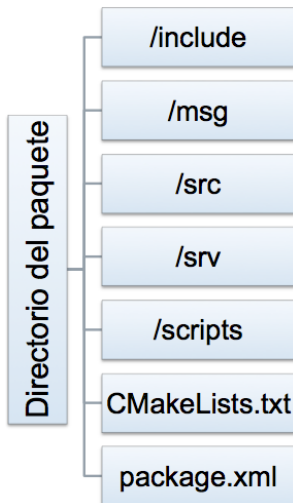 Directorio del paquete
/include
/msg
/src
/srv
/scripts
CMakeLists.txt
package.xml